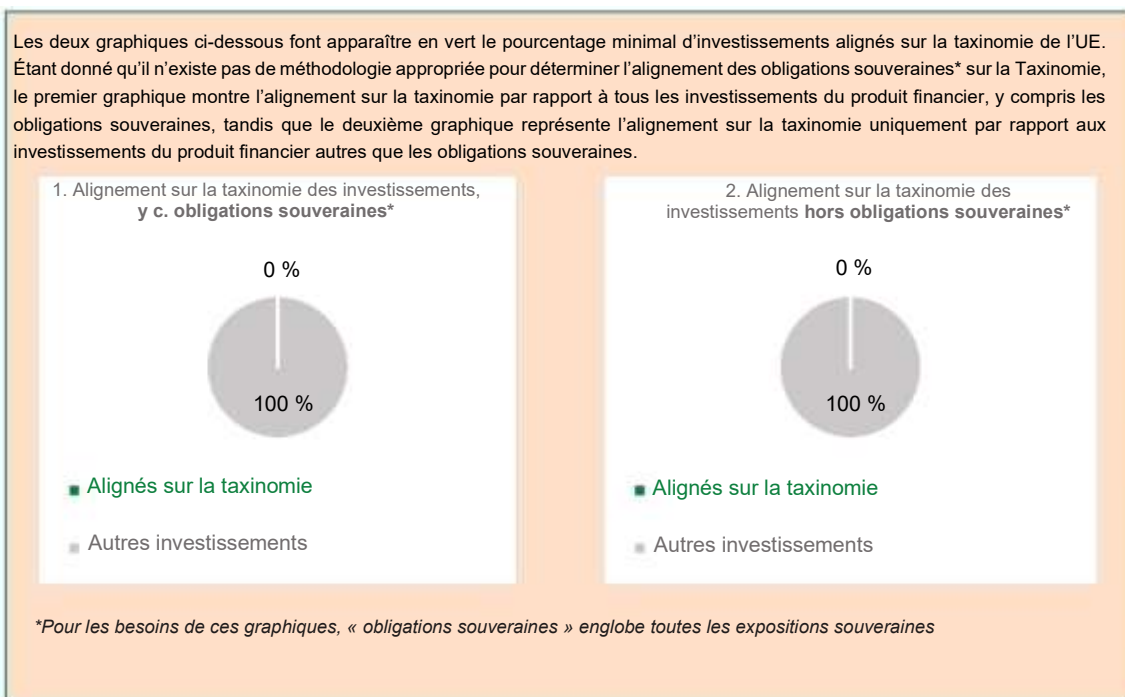 Les deux graphiques ci-dessous font apparaître en vert le pourcentage minimal d’investissements alignés sur la taxinomie de l’UE.
Étant donné qu’il n’existe pas de méthodologie appropriée pour déterminer l’alignement des obligations souveraines* sur la Taxinomie,
le premier graphique montre l’alignement sur la taxinomie par rapport à tous les investissements du produit financier, y compris les
obligations souveraines, tandis que le deuxième graphique représente l’alignement sur la taxinomie uniquement par rapport aux
investissements du produit financier autres que les obligations souveraines.
1. Alignement sur la taxinomie des investissements,
y c. obligations souveraines*
0 %
100 %
Alignés sur la taxinomie
Autres investissements
2. Alignement sur la taxinomie des
investissements hors obligations souveraines*
0 %
100 %
Alignés sur la taxinomie
Autres investissements
*Pour les besoins de ces graphiques, « obligations souveraines » englobe toutes les expositions souveraines